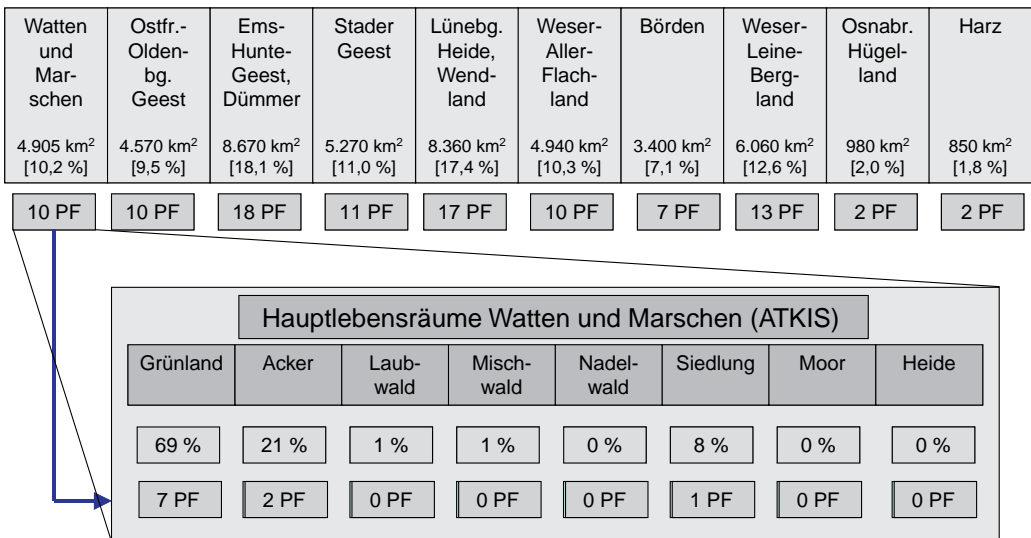 Watten
und
Mar-
schen
4.905 km²
[10,2 %]
Ostfr.-
Olden-
bg.
Geest
4.570 km²
[9,5 %]
Ems-
Hunte-
Geest,
Dümmer
8.670 km²
[18,1 %]
Stader
Geest
5.270 km²
[11,0 %]
Lünebg.
Heide,
Wend-
land
8.360 km²
[17,4 %]
Weser-
Aller-
Flach-
land
4.940 km²
[10,3 %]
Börden
3.400 km²
[7,1 %]
Weser-
Leine-
Berg-
land
6.060 km²
[12,6 %]
Osnabr.
Hügel-
land
980 km²
[2,0 %]
Harz
850 km²
[1,8 %]
10 PF
10 PF
18 PF
11 PF
17 PF
10 PF
7 PF
13 PF
2 PF
2 PF
Hauptlebensräume Watten und Marschen (ATKIS)
Grünland
Acker
Laub-
wald
Misch-
wald
Nadel-
wald
Siedlung
Moor
Heide
69 %
21 %
1 %
1 %
0 %
8 %
0 %
0 %
7 PF
2 PF
0 PF
0 PF
0 PF
1 PF
0 PF
0 PF